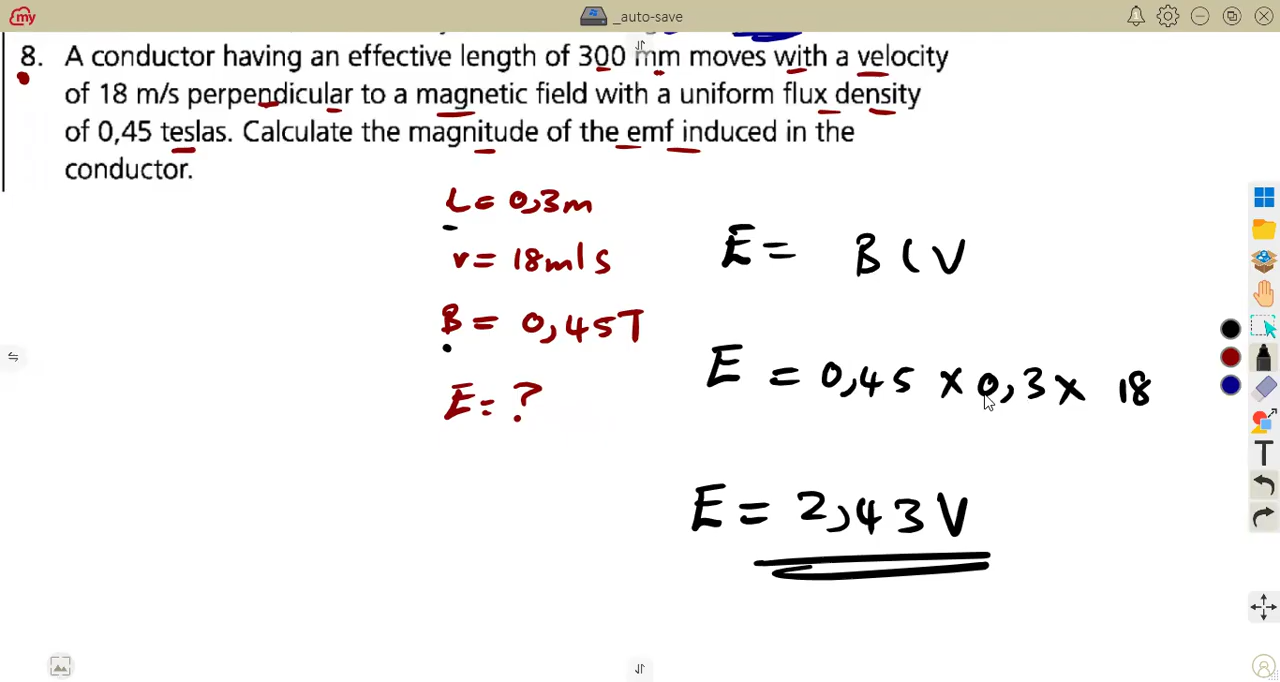 my
_auto-save
8. A conductor having an effective length of 300 mm moves with a velocity
of 18 m/s perpendicular to a magnetic field with a uniform flux density
of 0,45 teslas. Calculate the magnitude of the emf induced in the
conductor.
L = 0,3m
v = 18m/s
B = 0,45T
E = ?
E = B l V
E = 0,45 x 0,3 x 18
E = 2,43 V
T